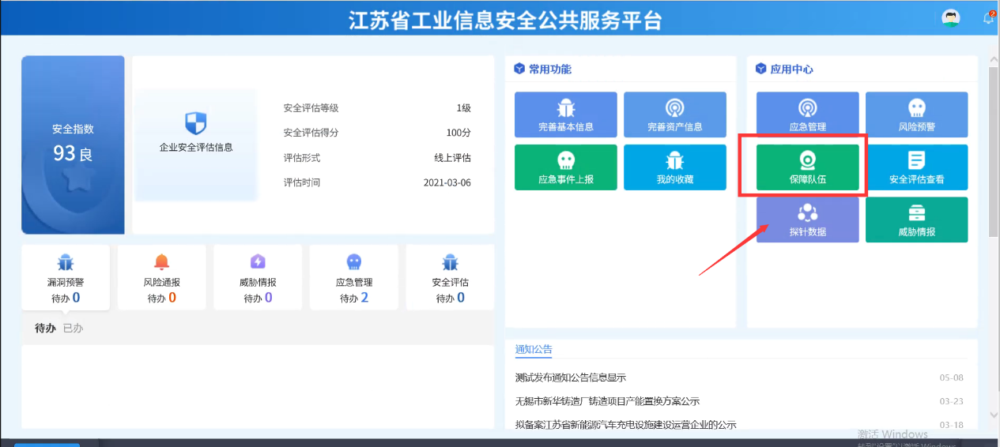 江苏省工业信息安全公共服务平台
2
安全指数
93 良
企业安全评估信息
安全评估等级 1级
安全评估得分 100分
评估形式 线上评估
评估时间 2021-03-06
漏洞预警
待办 0
风险通报
待办 0
威胁情报
待办 0
应急管理
待办 2
安全评估
待办 0
待办 已办
常用功能
完善基本信息 完善资产信息
应急事件上报 我的收藏
应用中心
应急管理 风险预警
保障队伍 安全评估查看
探针数据 威胁情报
通知公告
测试发布通知公告信息显示 05-08
无锡市新华铸造厂铸造项目产能置换方案公示 03-23
拟备案江苏省新能源汽车充电设施建设运营企业的公示 03-18
激活 Windows